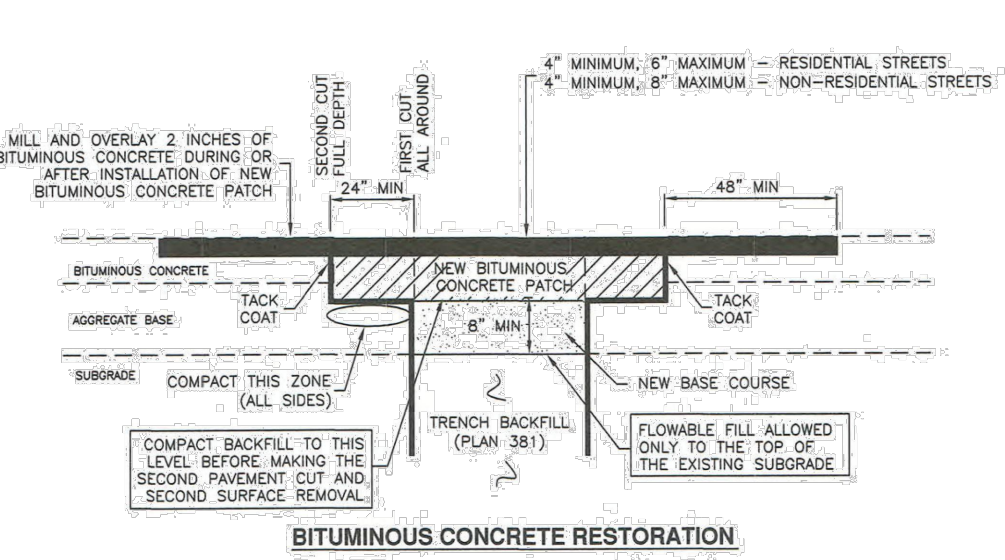 4" MINIMUM, 6" MAXIMUM – RESIDENTIAL STREETS
4" MINIMUM, 8" MAXIMUM – NON-RESIDENTIAL STREETS
SECOND CUT
FULL DEPTH
FIRST CUT
ALL AROUND
MILL AND OVERLAY 2 INCHES OF
BITUMINOUS CONCRETE DURING OR
AFTER INSTALLATION OF NEW
BITUMINOUS CONCRETE PATCH
24" MIN
48" MIN
BITUMINOUS CONCRETE
NEW BITUMINOUS
CONCRETE PATCH
TACK
COAT
TACK
COAT
AGGREGATE BASE
8" MIN
SUBGRADE
COMPACT THIS ZONE
(ALL SIDES)
NEW BASE COURSE
TRENCH BACKFILL
(PLAN 381)
COMPACT BACKFILL TO THIS
LEVEL BEFORE MAKING THE
SECOND PAVEMENT CUT AND
SECOND SURFACE REMOVAL
FLOWABLE FILL ALLOWED
ONLY TO THE TOP OF
THE EXISTING SUBGRADE
BITUMINOUS CONCRETE RESTORATION